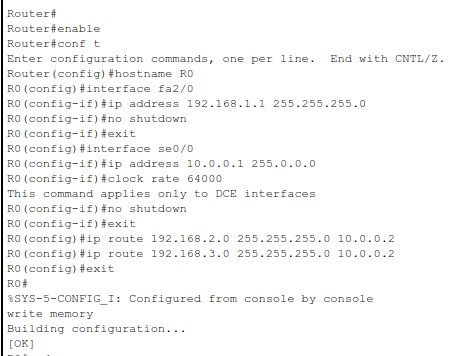 Router#
Router#enable
Router#conf t
Enter configuration commands, one per line.  End with CNTL/Z.
Router(config)#hostname R0
R0(config)#interface fa2/0
R0(config-if)#ip address 192.168.1.1 255.255.255.0
R0(config-if)#no shutdown
R0(config-if)#exit
R0(config)#interface se0/0
R0(config-if)#ip address 10.0.0.1 255.0.0.0
R0(config-if)#clock rate 64000
This command applies only to DCE interfaces
R0(config-if)#no shutdown
R0(config-if)#exit
R0(config)#ip route 192.168.2.0 255.255.255.0 10.0.0.2
R0(config)#ip route 192.168.3.0 255.255.255.0 10.0.0.2
R0(config)#exit
R0#
%SYS-5-CONFIG_I: Configured from console by console
write memory
Building configuration...
[OK]